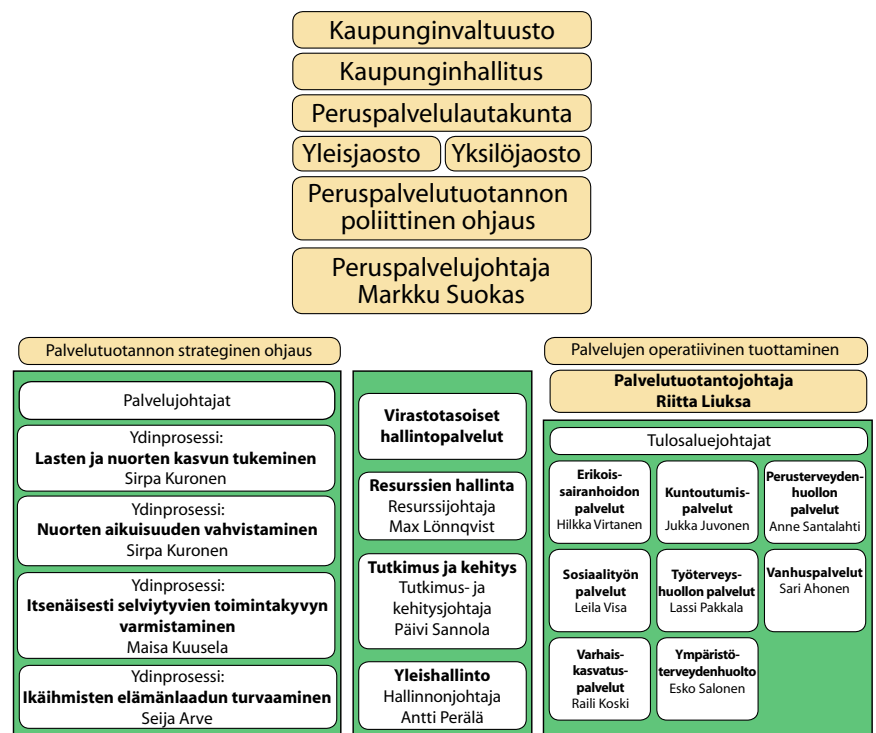 Kaupunginvaltuusto
Kaupunginhallitus
Peruspalvelulautakunta
Yleisjaosto
Yksilöjaosto
Peruspalvelutuotannon
poliittinen ohjaus
Peruspalvelujohtaja
Markku Suokas
Palvelutuotannon strateginen ohjaus
Palvelujohtajat
Ydinprosessi:
Lasten ja nuorten kasvun tukeminen
Sirpa Kuronen
Ydinprosessi:
Nuorten aikuisuuden vahvistaminen
Sirpa Kuronen
Ydinprosessi:
Itsenäisesti selviytyvien toimintakyvyn
varmistaminen
Maisa Kuusela
Ydinprosessi:
Ikäihmisten elämänlaadun turvaaminen
Seija Arve
Virastotasoiset
hallintopalvelut
Resurssien hallinta
Resurssijohtaja
Max Lönnqvist
Tutkimus ja kehitys
Tutkimus- ja
kehitysjohtaja
Päivi Sannola
Yleishallinto
Hallinnonjohtaja
Antti Perälä
Palvelujen operatiivinen tuottaminen
Palvelutuotantojohtaja
Riitta Liuksa
Tulosaluejohtajat
Erikois-
sairanhoidon
palvelut
Hilkka Virtanen
Kuntoutumis-
palvelut
Jukka Juvonen
Perusterveyden-
huollon
palvelut
Anne Santalahti
Sosiaalityön
palvelut
Leila Visa
Työterveys-
huollon palvelut
Lassi Pakkala
Vanhuspalvelut
Sari Ahonen
Varhais-
kasvatus-
palvelut
Raili Koski
Ympäristö-
terveydenhuolto
Esko Salonen